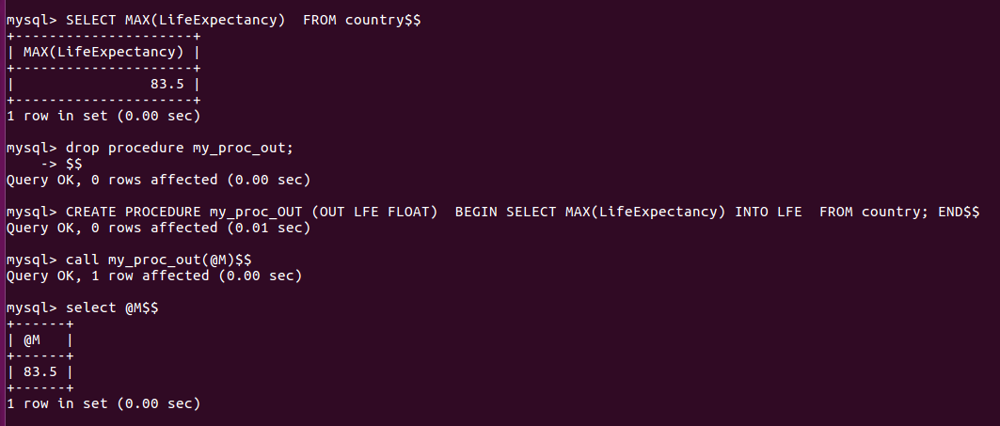 mysql> SELECT MAX(LifeExpectancy)  FROM country$$
+---------------------+
| MAX(LifeExpectancy) |
+---------------------+
|                83.5 |
+---------------------+
1 row in set (0.00 sec)
mysql> drop procedure my_proc_out;
    -> $$
Query OK, 0 rows affected (0.00 sec)
mysql> CREATE PROCEDURE my_proc_OUT (OUT LFE FLOAT)  BEGIN SELECT MAX(LifeExpectancy) INTO LFE  FROM country; END$$
Query OK, 0 rows affected (0.01 sec)
mysql> call my_proc_out(@M)$$
Query OK, 1 row affected (0.00 sec)
mysql> select @M$$
+------+
| @M   |
+------+
| 83.5 |
+------+
1 row in set (0.00 sec)